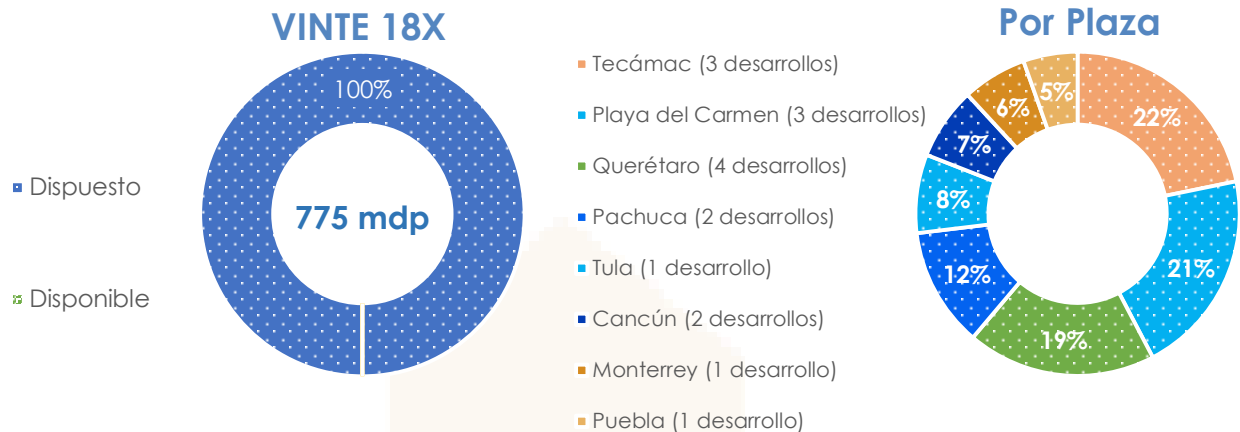 VINTE 18X
100%
775 mdp
Dispuesto
Disponible
Por Plaza
Tecámac (3 desarrollos)
Playa del Carmen (3 desarrollos)
Querétaro (4 desarrollos)
Pachuca (2 desarrollos)
Tula (1 desarrollo)
Cancún (2 desarrollos)
Monterrey (1 desarrollo)
Puebla (1 desarrollo)
22%
21%
19%
12%
8%
7%
6%
5%